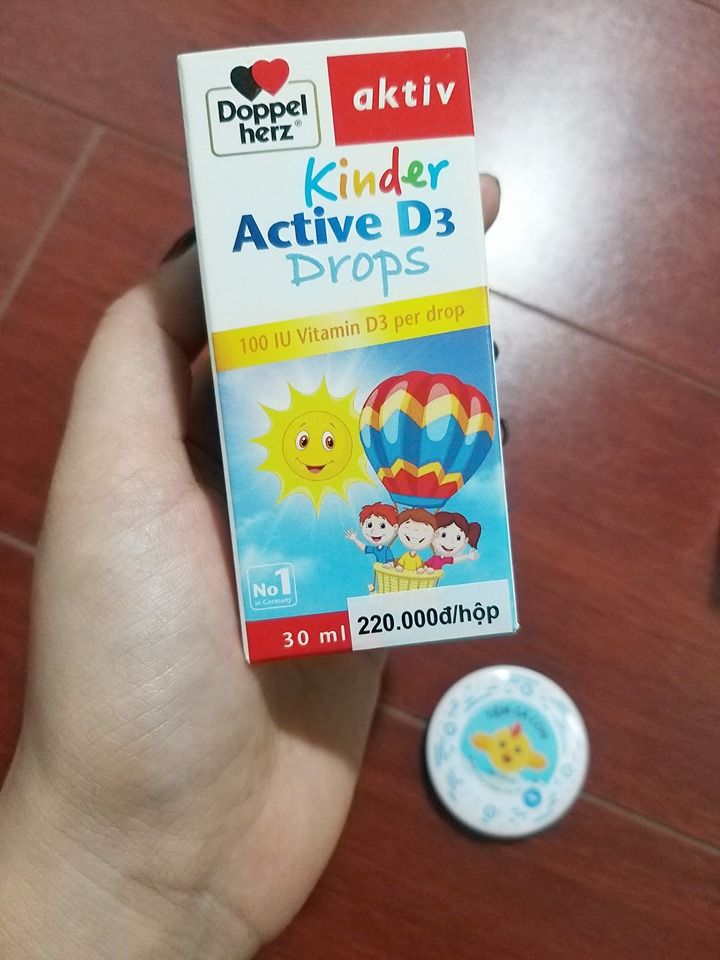 Doppel
herz®
aktiv
Kinder
Active D3
Drops
100 IU Vitamin D3 per drop
No1
in Germany
30 ml
220.000đ/hộp